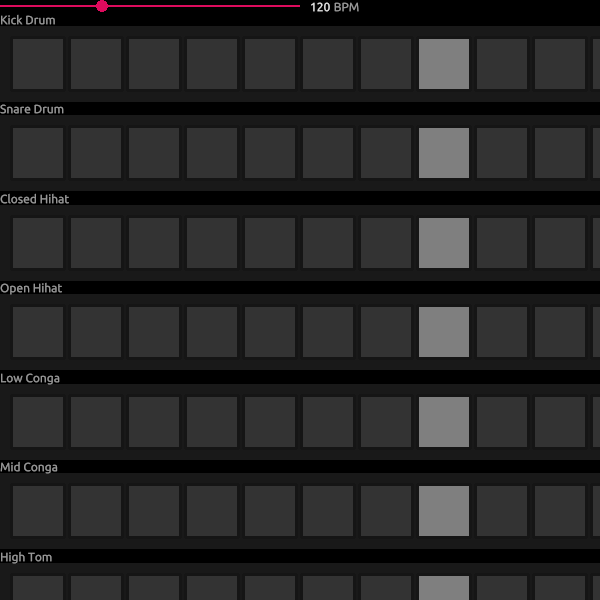 120 BPM
Kick Drum
Snare Drum
Closed Hihat
Open Hihat
Low Conga
Mid Conga
High Tom